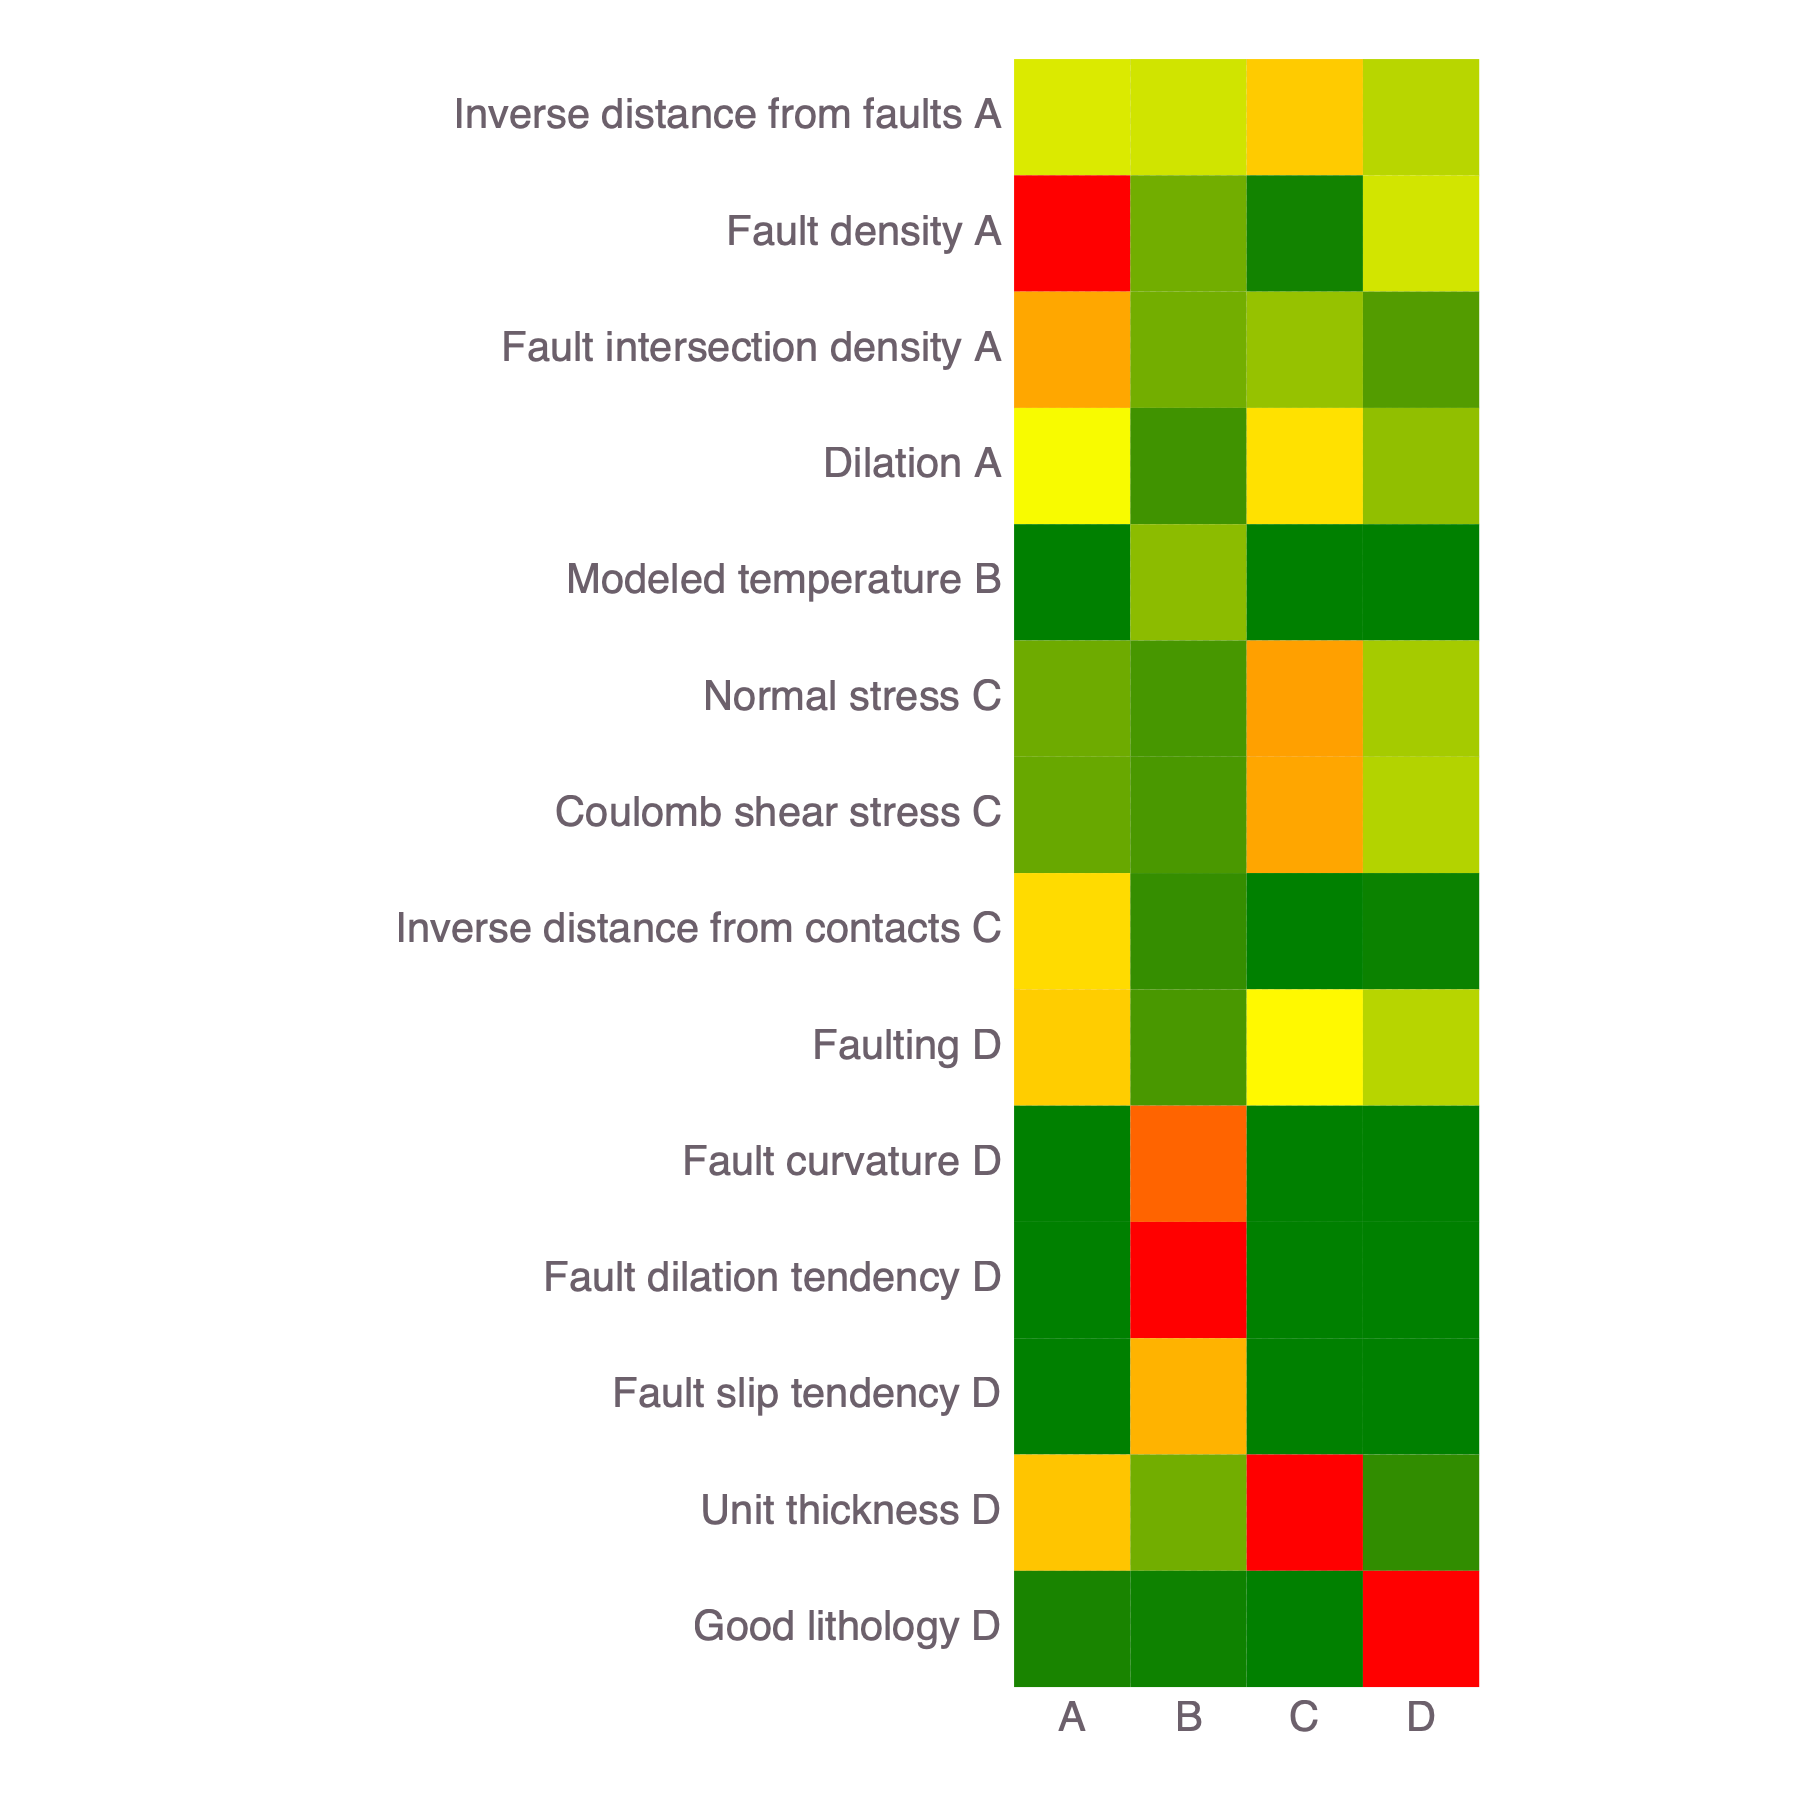 Inverse distance from faults A
Fault density A
Fault intersection density A
Dilation A
Modeled temperature B
Normal stress C
Coulomb shear stress C
Inverse distance from contacts C
Faulting D
Fault curvature D
Fault dilation tendency D
Fault slip tendency D
Unit thickness D
Good lithology D
A B C D